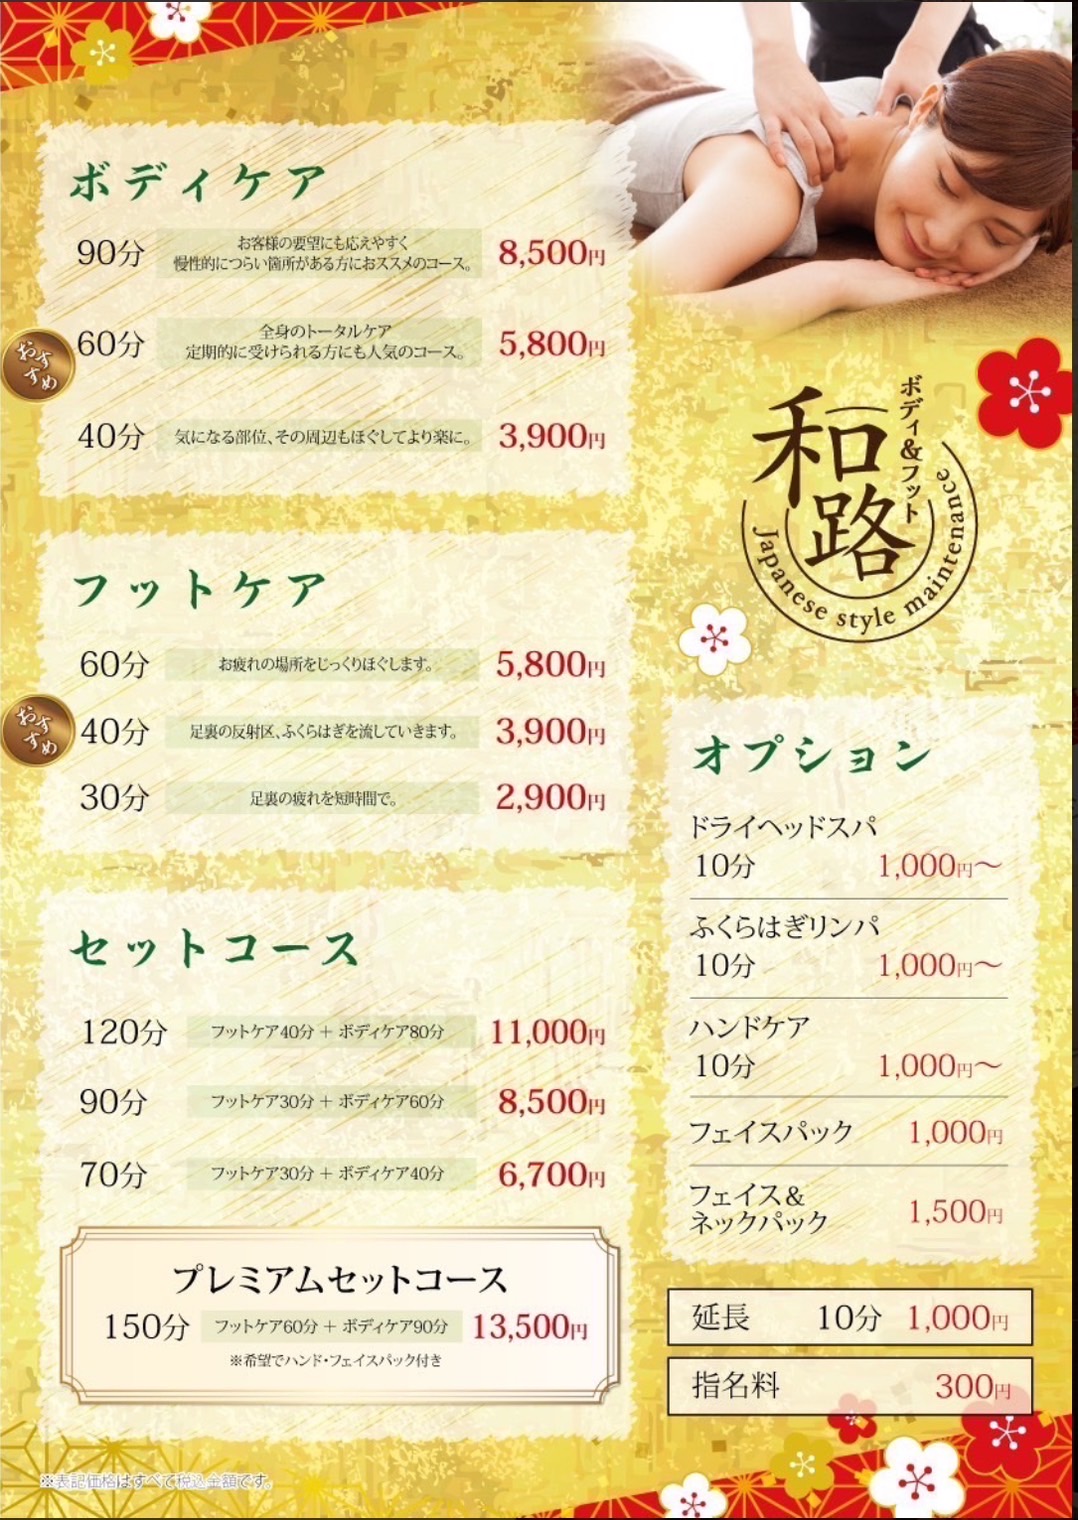 ボディケア
90分
お客様の要望にも応えやすく
慢性的につらい箇所がある方におススメのコース。
8,500円
おすすめ
60分
全身のトータルケア
定期的に受けられる方にも人気のコース。
5,800円
40分 気になる部位、その周辺もほぐしてより楽に。 3,900円
フットケア
60分 お疲れの場所をじっくりほぐします。 5,800円
おすすめ
40分 足裏の反射区、ふくらはぎを流していきます。 3,900円
30分 足裏の疲れを短時間で。 2,900円
セットコース
120分 フットケア40分 + ボディケア80分 11,000円
90分 フットケア30分 + ボディケア60分 8,500円
70分 フットケア30分 + ボディケア40分 6,700円
プレミアムセットコース
150分 フットケア60分 + ボディケア90分 13,500円
※希望でハンド・フェイスパック付き
※表記価格はすべて税込金額です。
ボディ&フット
和路
Japanese style maintenance
オプション
ドライヘッドスパ
10分 1,000円〜
ふくらはぎリンパ
10分 1,000円〜
ハンドケア
10分 1,000円〜
フェイスパック 1,000円
フェイス&
ネックパック 1,500円
延長 10分 1,000円
指名料 300円